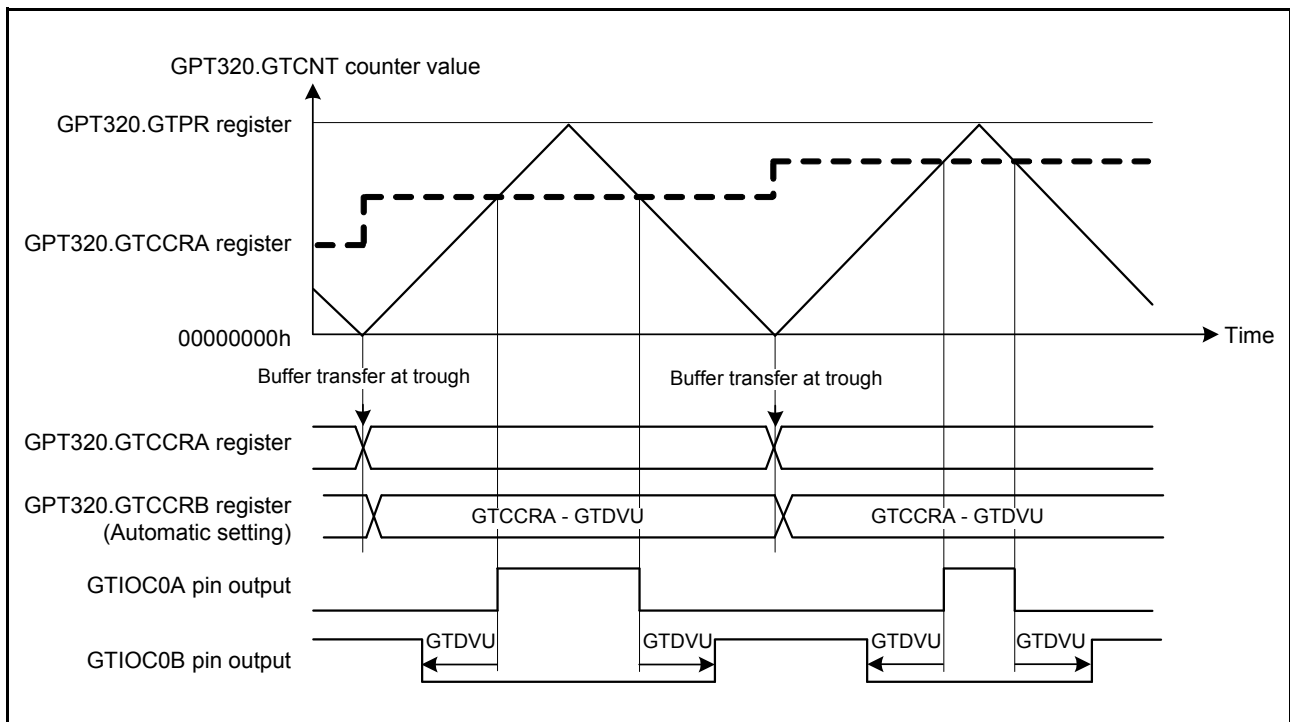 GPT320.GTCNT counter value
GPT320.GTPR register
GPT320.GTCCRA register
00000000h
Time
Buffer transfer at trough
Buffer transfer at trough
GPT320.GTCCRA register
GPT320.GTCCRB register
(Automatic setting)
GTCCRA - GTDVU
GTCCRA - GTDVU
GTIOC0A pin output
GTIOC0B pin output
GTDVU
GTDVU
GTDVU
GTDVU